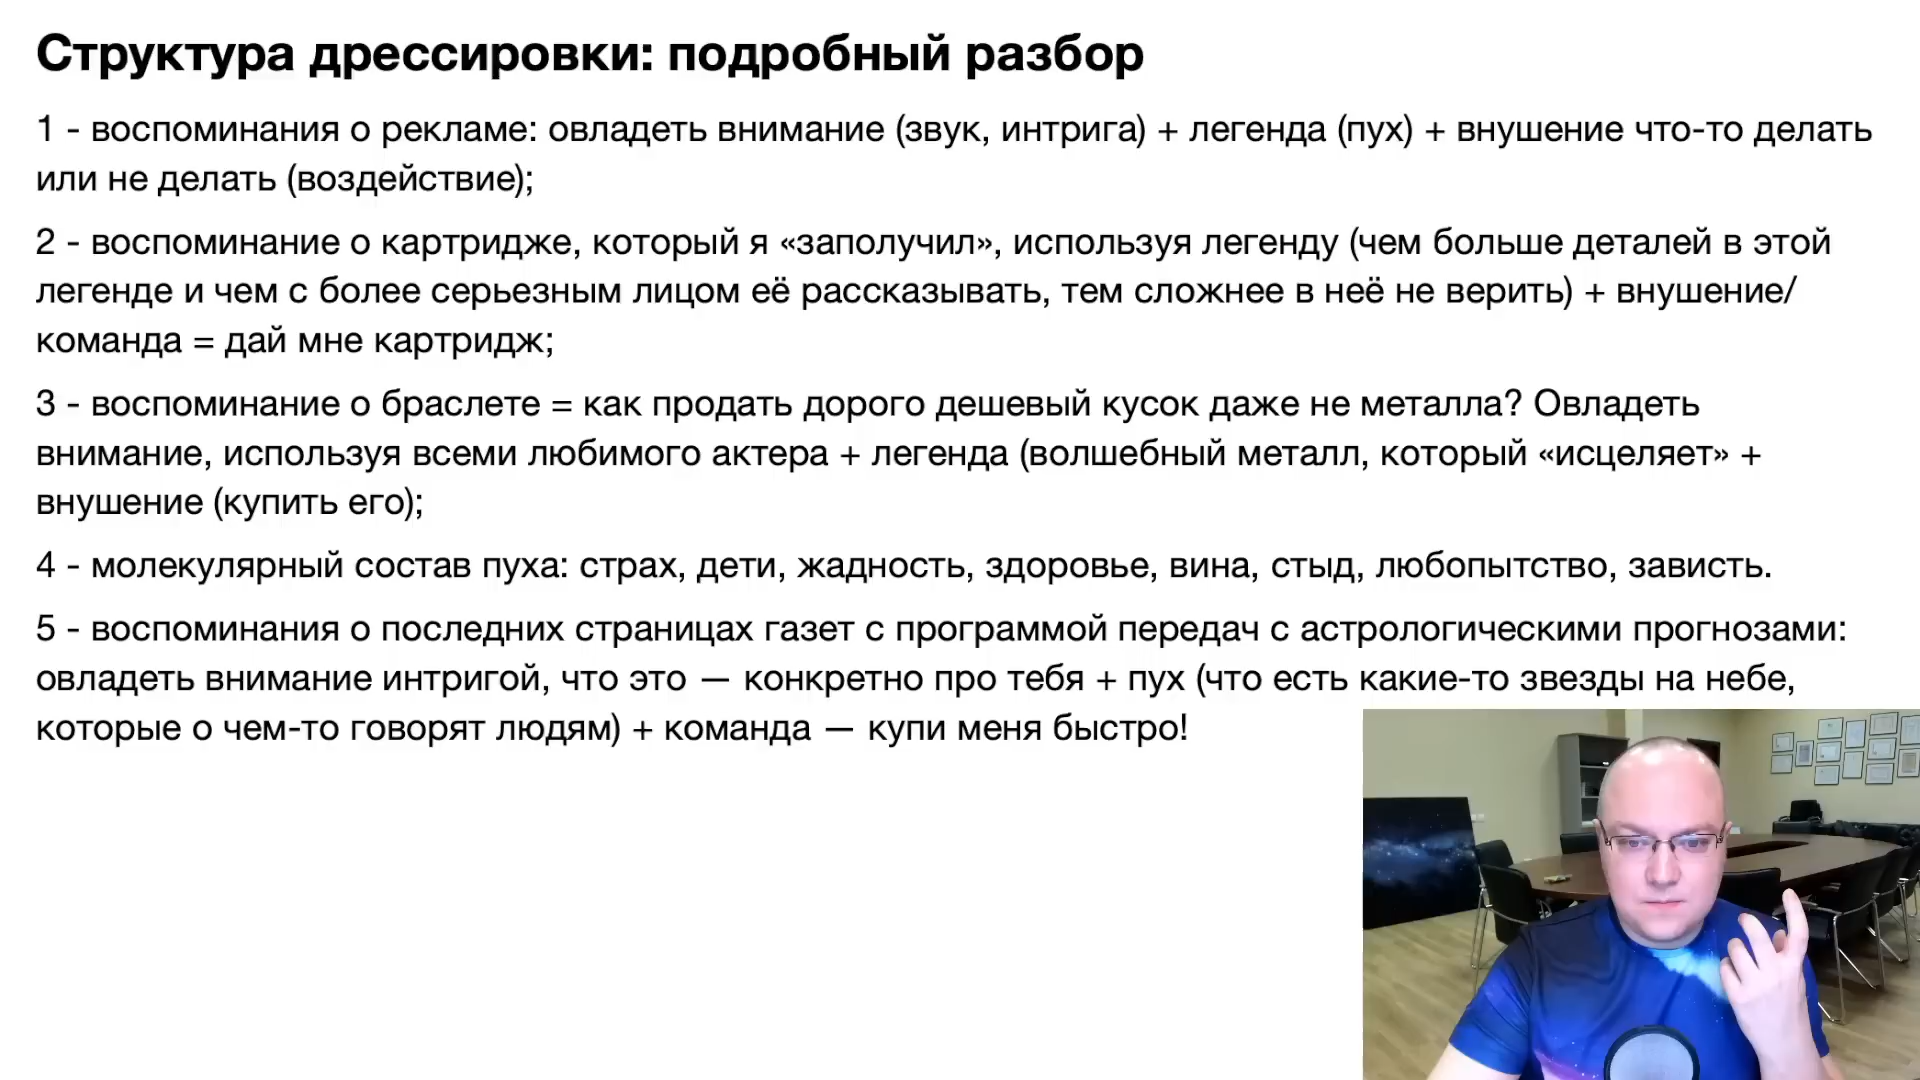 Структура дрессировки: подробный разбор
1 - воспоминания о рекламе: овладеть внимание (звук, интрига) + легенда (пух) + внушение что-то делать
или не делать (воздействие);
2 - воспоминание о картридже, который я «заполучил», используя легенду (чем больше деталей в этой
легенде и чем с более серьезным лицом её рассказывать, тем сложнее в неё не верить) + внушение/
команда = дай мне картридж;
3 - воспоминание о браслете = как продать дорого дешевый кусок даже не металла? Овладеть
внимание, используя всеми любимого актера + легенда (волшебный металл, который «исцеляет» +
внушение (купить его);
4 - молекулярный состав пуха: страх, дети, жадность, здоровье, вина, стыд, любопытство, зависть.
5 - воспоминания о последних страницах газет с программой передач с астрологическими прогнозами:
овладеть внимание интригой, что это — конкретно про тебя + пух (что есть какие-то звезды на небе,
которые о чем-то говорят людям) + команда — купи меня быстро!